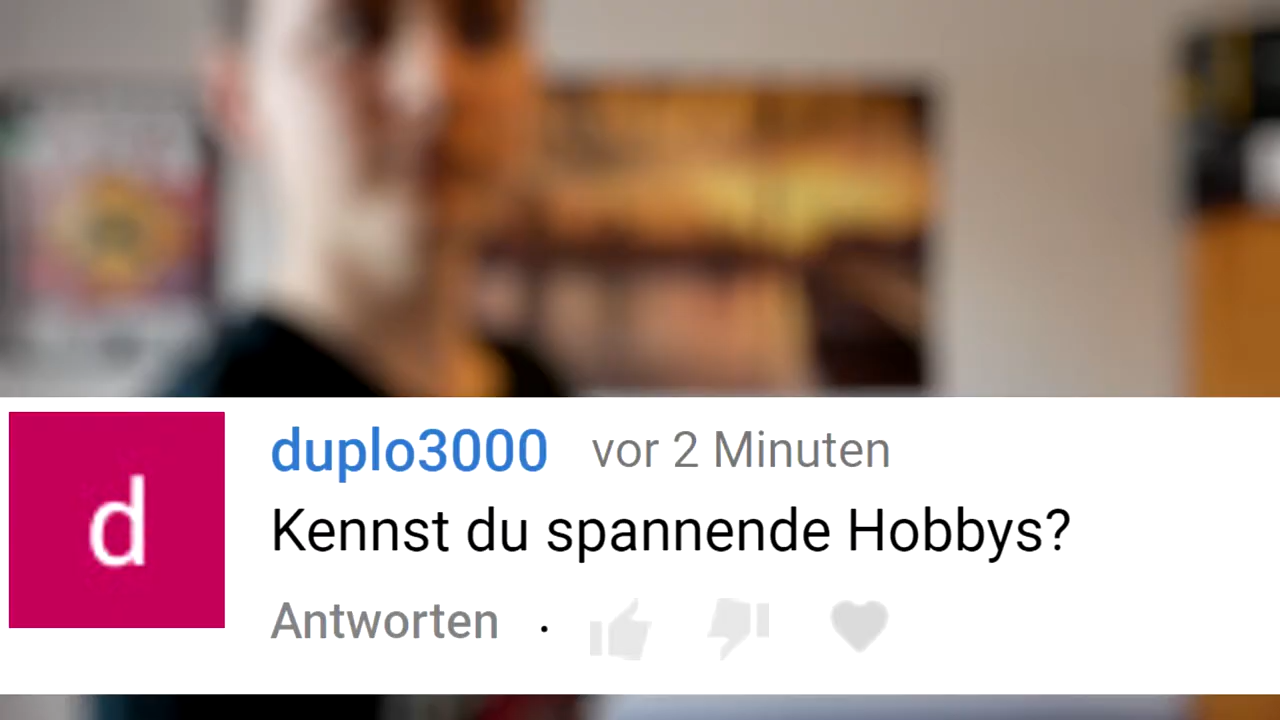 d
duplo3000 vor 2 Minuten
Kennst du spannende Hobbys?
Antworten ·